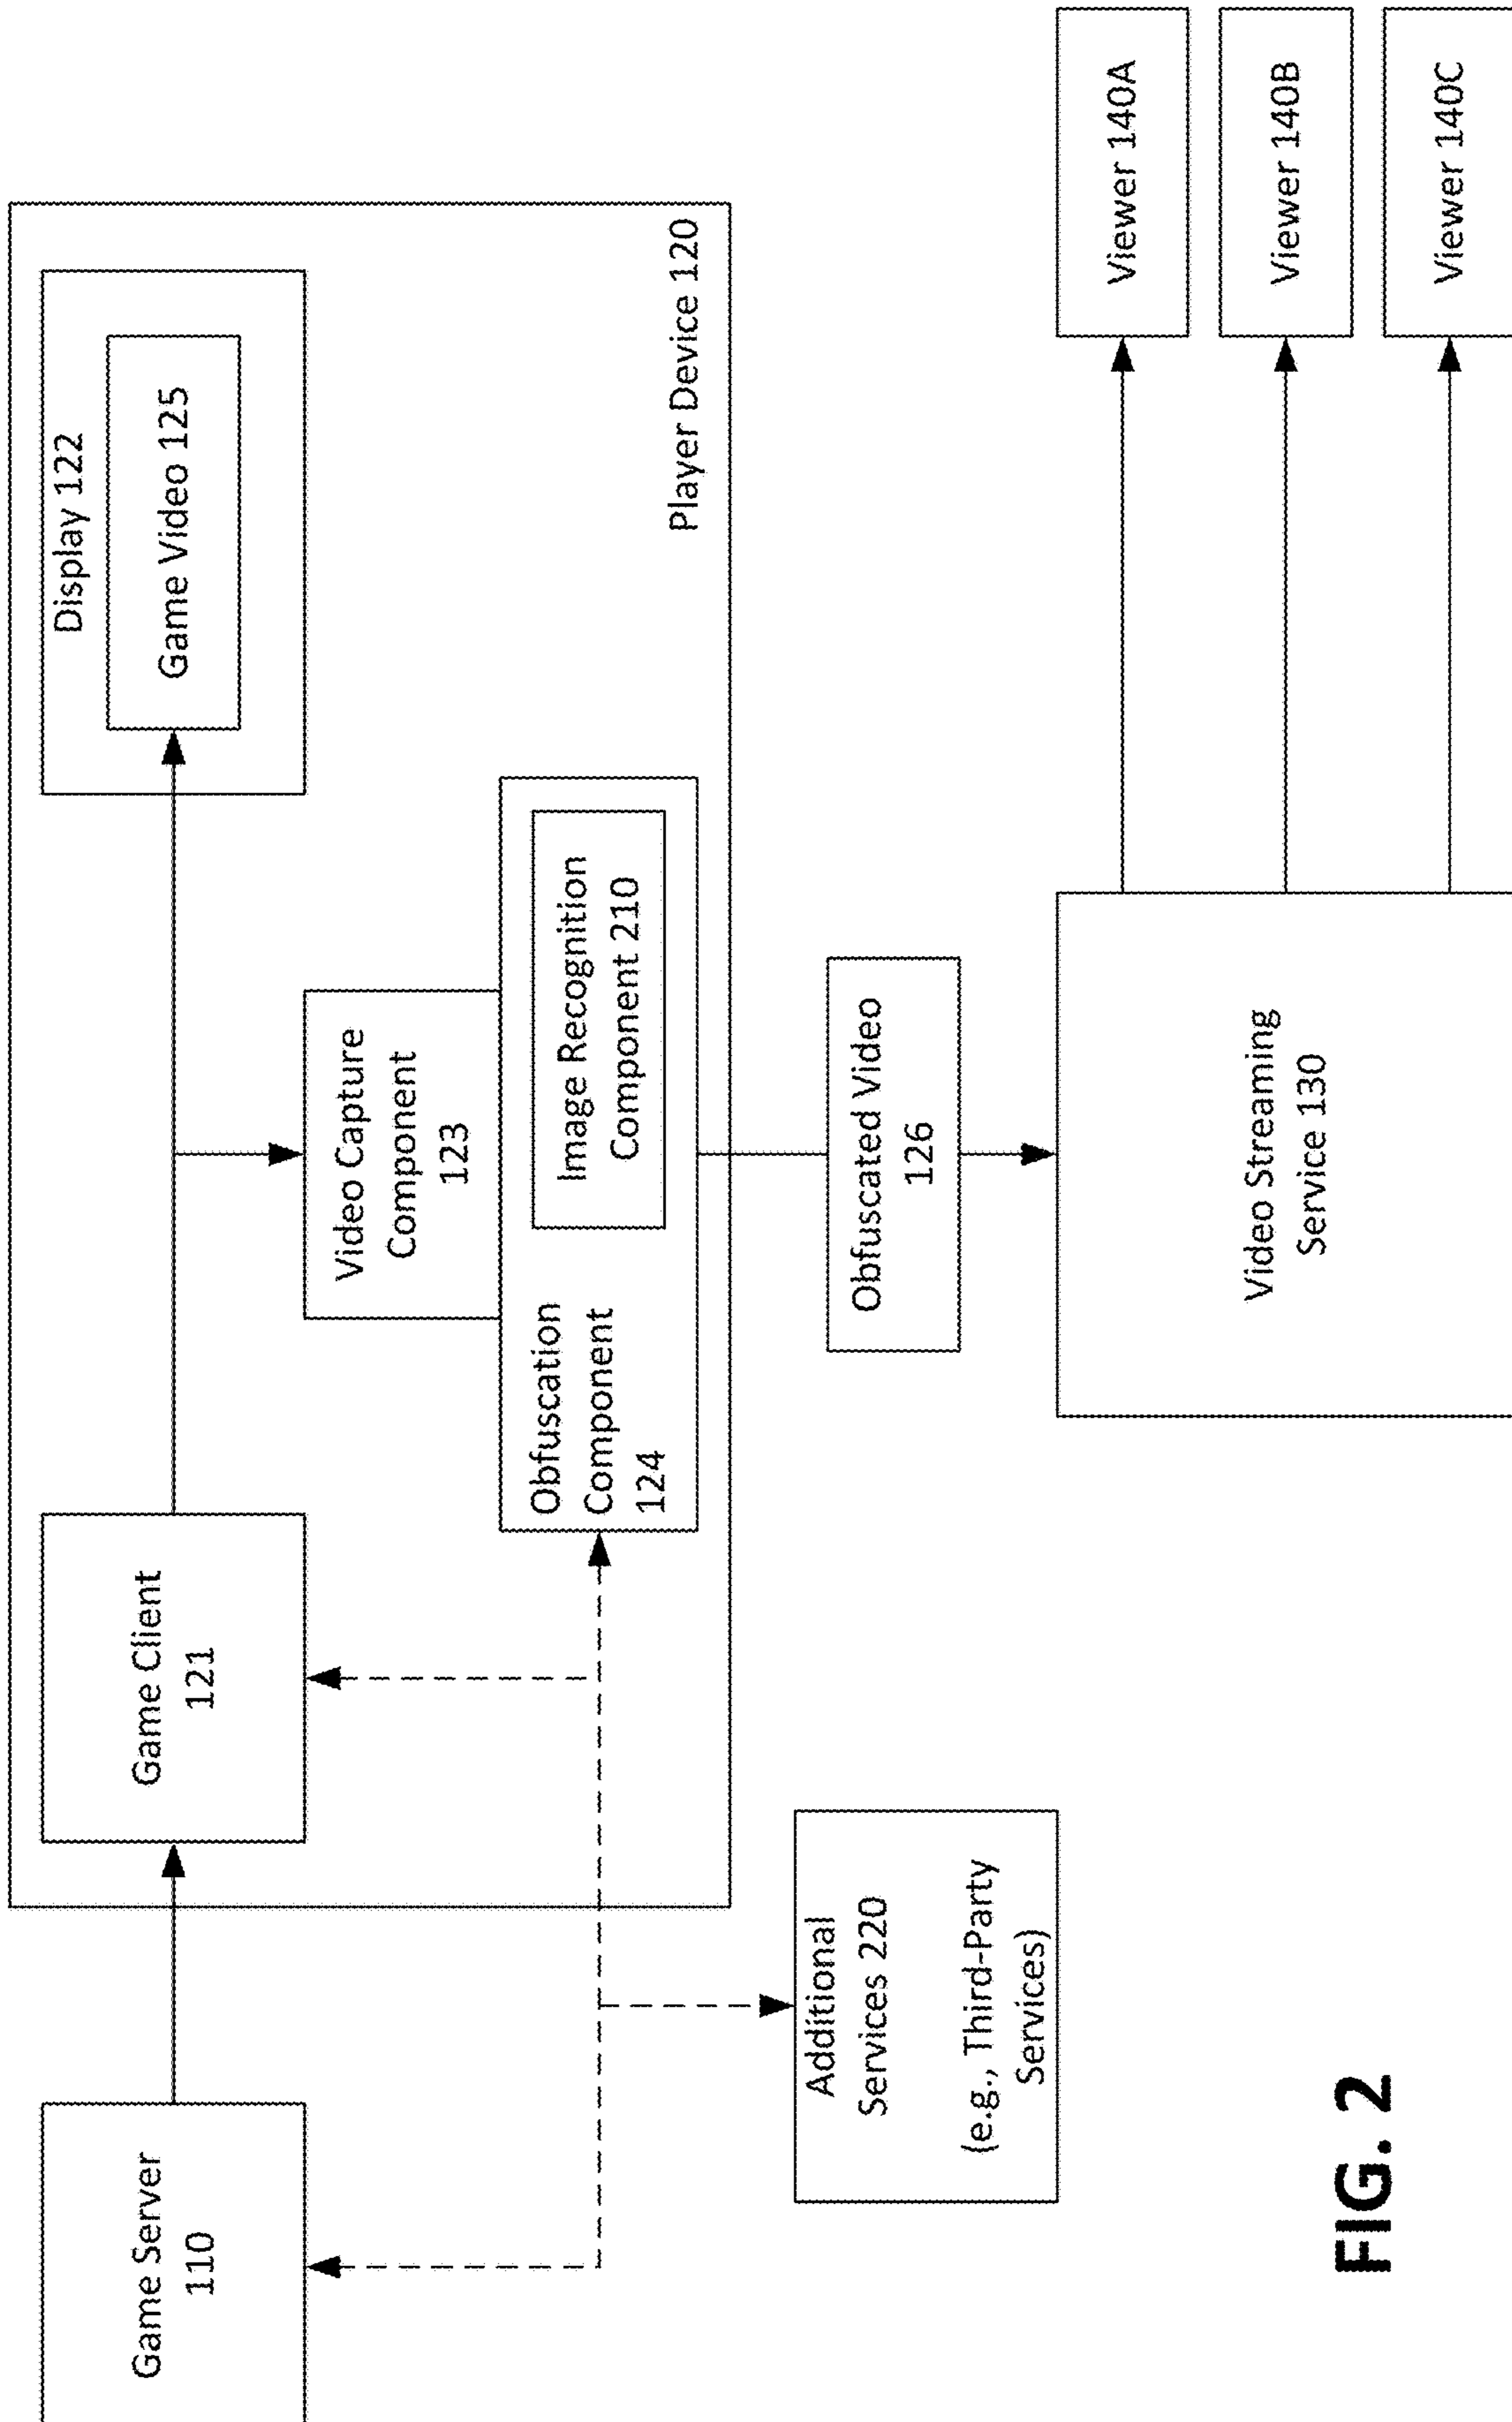 Game Server
110
Game Client
121
Display 122
Game Video 125
Video Capture
Component
123
Obfuscation
Component
124
Image Recognition
Component 210
Player Device 120
Additional
Services 220
(e.g., Third-Party
Services)
Obfuscated Video
126
Video Streaming
Service 130
Viewer 140A
Viewer 140B
Viewer 140C
FIG. 2